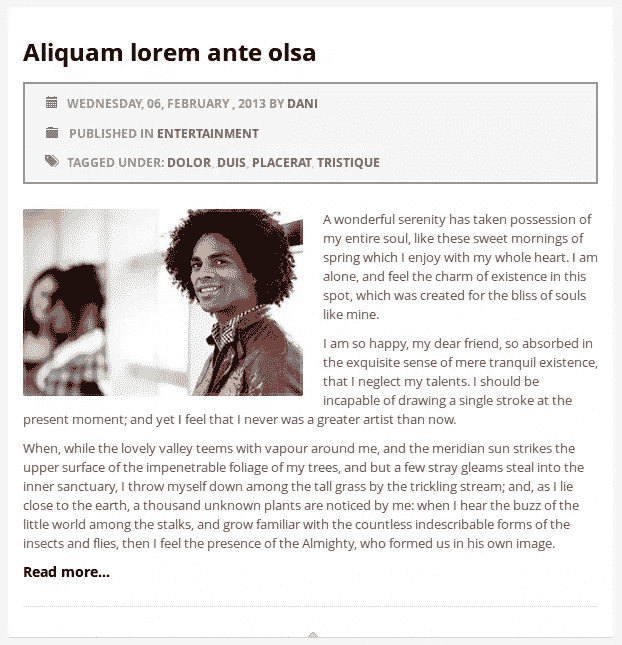 Aliquam lorem ante olsa
WEDNESDAY, 06, FEBRUARY , 2013 BY DANI
PUBLISHED IN ENTERTAINMENT
TAGGED UNDER: DOLOR, DUIS, PLACERAT, TRISTIQUE
A wonderful serenity has taken possession of
my entire soul, like these sweet mornings of
spring which I enjoy with my whole heart. I am
alone, and feel the charm of existence in this
spot, which was created for the bliss of souls
like mine.
I am so happy, my dear friend, so absorbed in
the exquisite sense of mere tranquil existence,
that I neglect my talents. I should be
incapable of drawing a single stroke at the
present moment; and yet I feel that I never was a greater artist than now.
When, while the lovely valley teems with vapour around me, and the meridian sun strikes the
upper surface of the impenetrable foliage of my trees, and but a few stray gleams steal into the
inner sanctuary, I throw myself down among the tall grass by the trickling stream; and, as I lie
close to the earth, a thousand unknown plants are noticed by me: when I hear the buzz of the
little world among the stalks, and grow familiar with the countless indescribable forms of the
insects and flies, then I feel the presence of the Almighty, who formed us in his own image.
Read more...